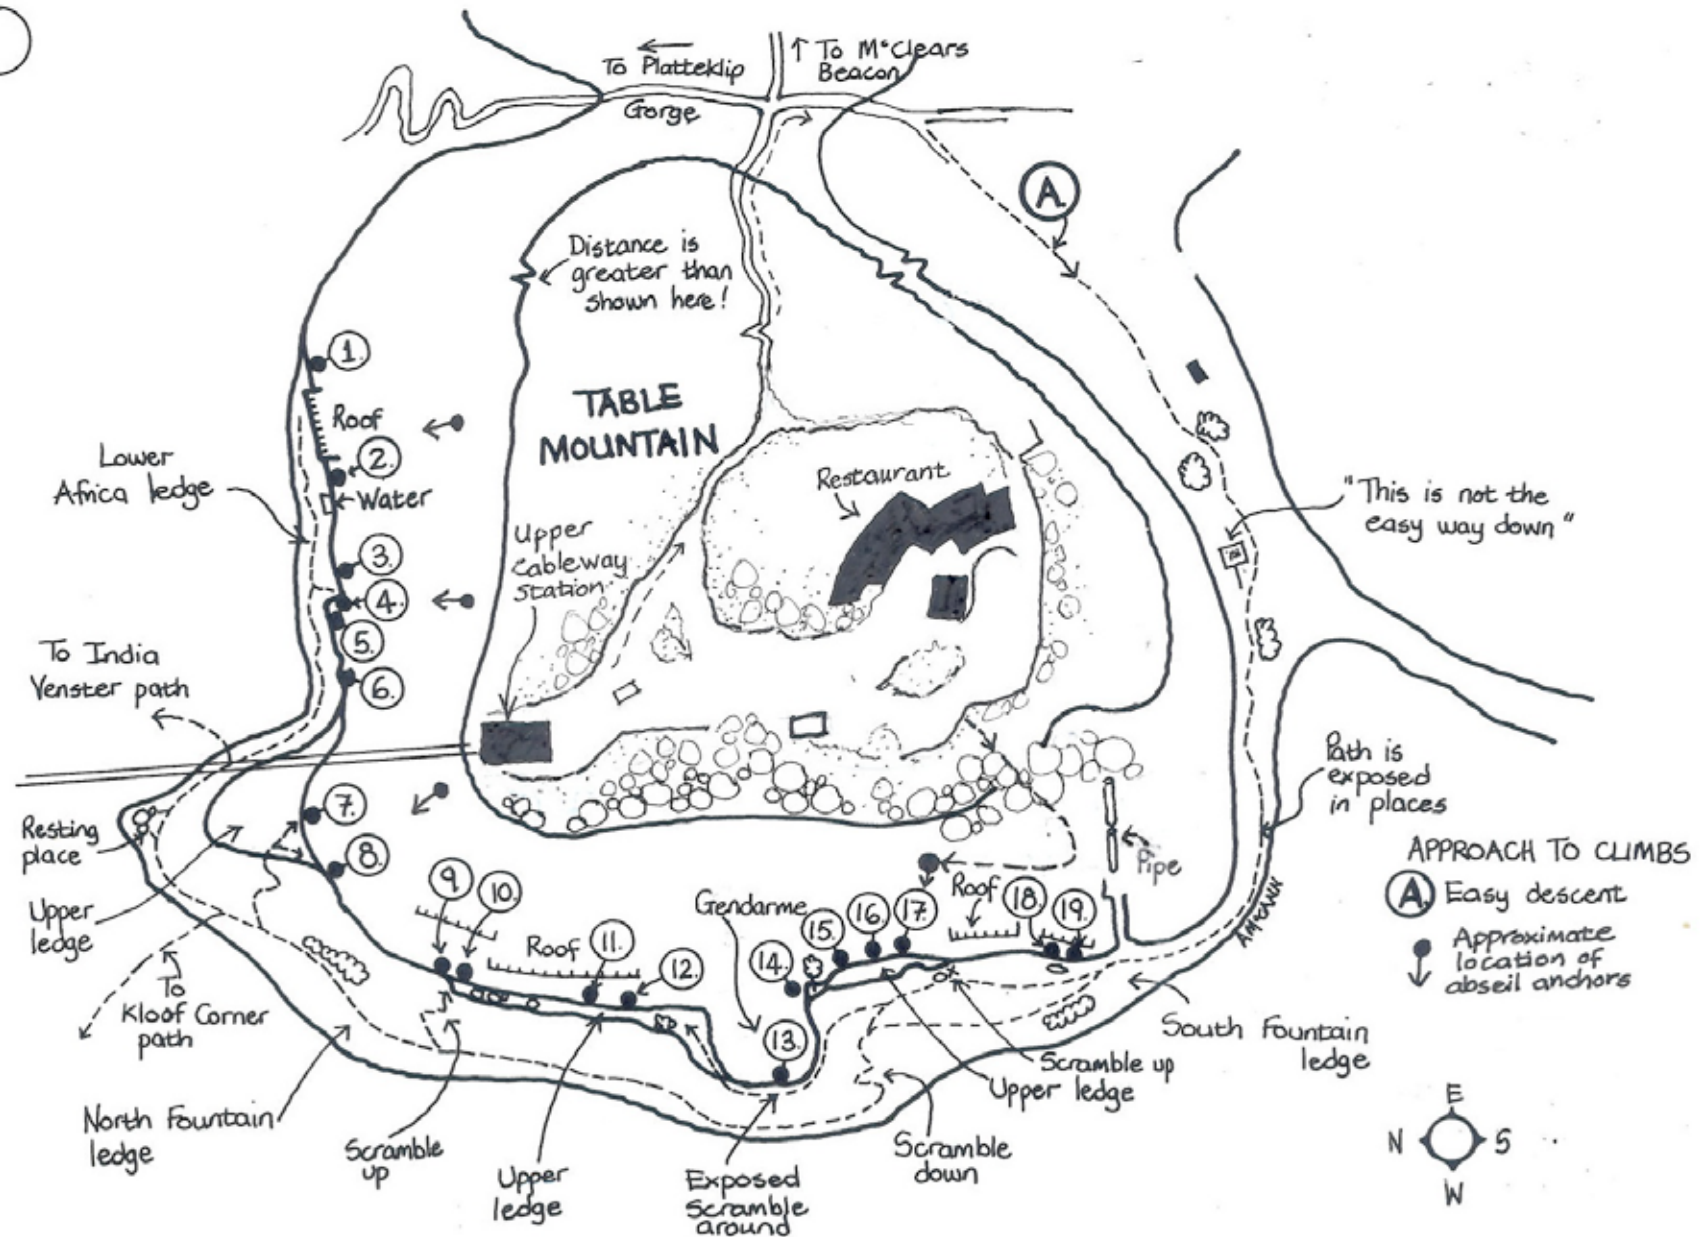 To Platteklip
Gorge
To McClears
Beacon
A.
Distance is
greater than
shown here!
1.
TABLE
MOUNTAIN
Roof
2.
Water
Lower
Africa ledge
Restaurant
"This is not the
easy way down"
Upper
Cableway
Station
3.
4.
5.
6.
To India
Venster path
Path is
exposed
in places
7.
Resting
place
8.
Pipe
APPROACH TO CLIMBS
A. Easy descent
Approximate
location of
abseil anchors
Upper
ledge
9.
10.
Roof
11.
12.
Gendarme
13.
14.
15.
16.
17.
Roof
18.
19.
To
Kloof Corner
path
South Fountain
ledge
Scramble up
Upper ledge
North Fountain
ledge
Scramble
up
Upper
ledge
Exposed
Scramble
around
Scramble
down
E
N
S
W